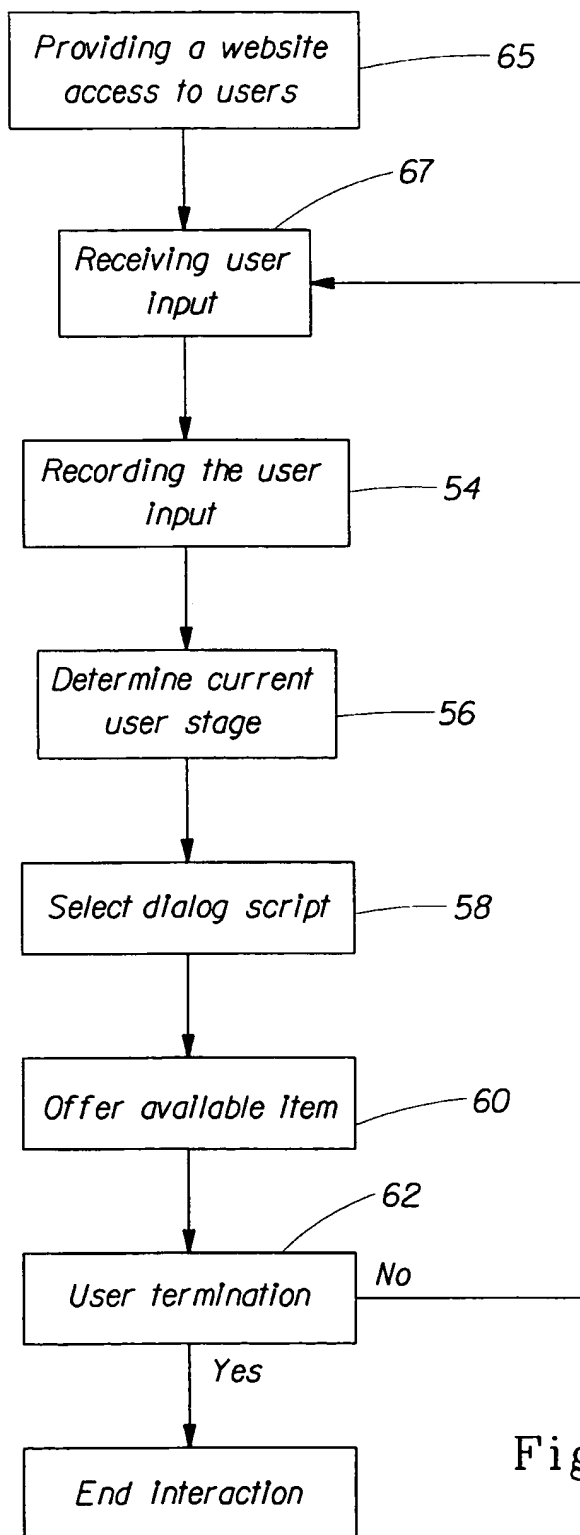 Providing a website
access to users
65
67
Receiving user
input
Recording the user
input
54
Determine current
user stage
56
Select dialog script
58
Offer available item
60
62
User termination
No
Yes
End interaction
Fig